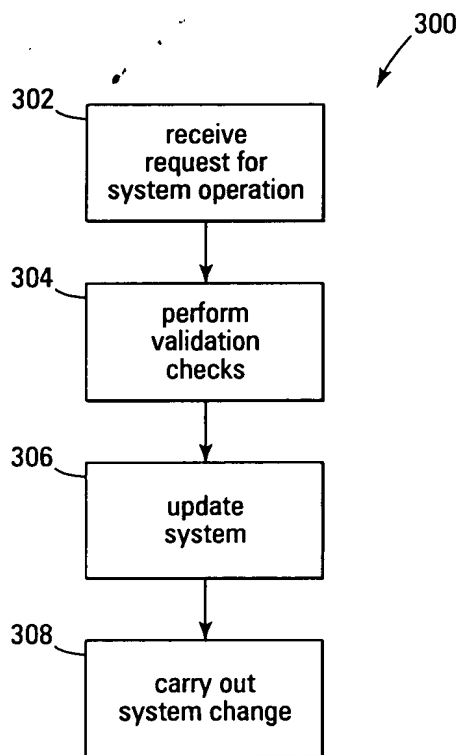 300
302
receive
request for
system operation
304
perform
validation
checks
306
update
system
308
carry out
system change